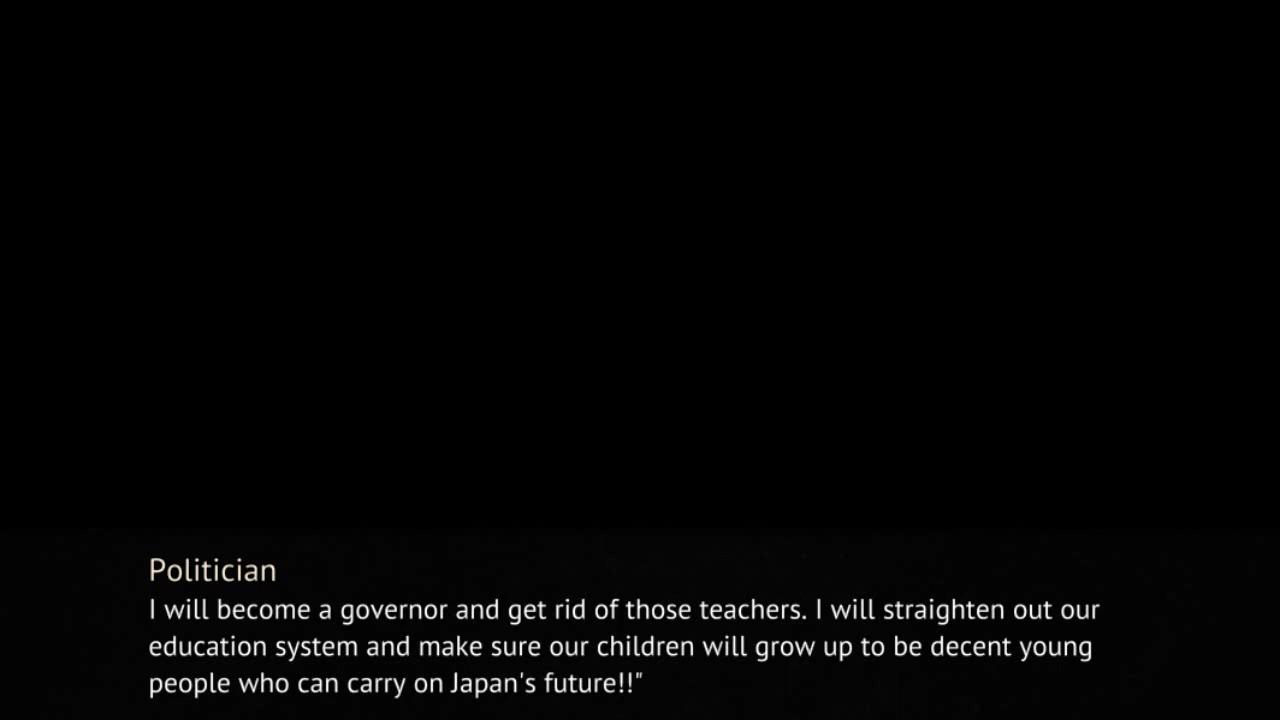 Politician
I will become a governor and get rid of those teachers. I will straighten out our
education system and make sure our children will grow up to be decent young
people who can carry on Japan's future!!"